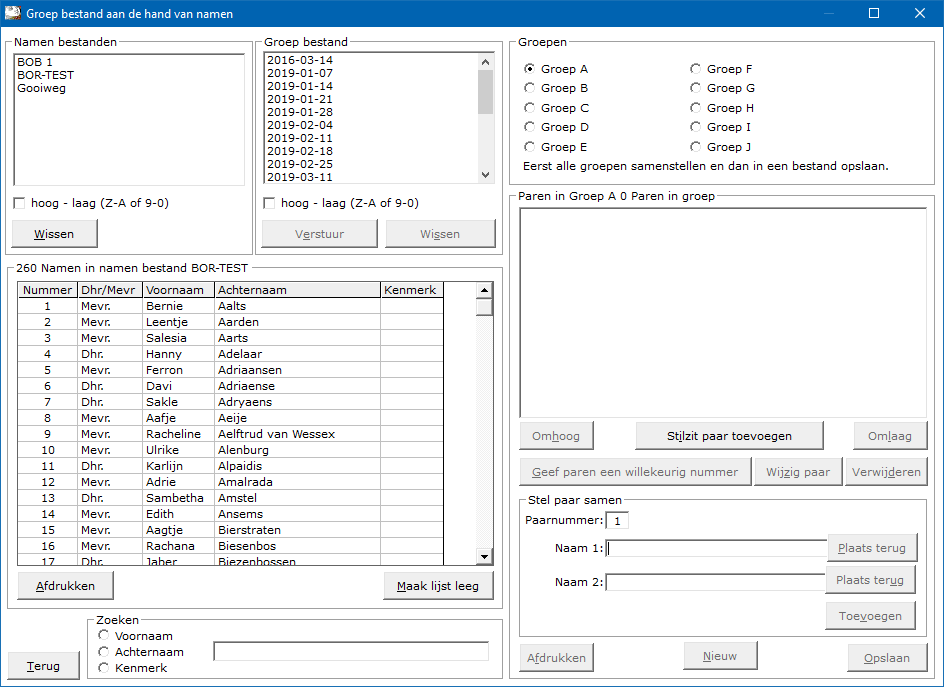 Groep bestand aan de hand van namen
Namen bestanden
BOB 1
BOR-TEST
Gooiweg
hoog - laag (Z-A of 9-0)
Wissen
Groep bestand
2016-03-14
2019-01-07
2019-01-14
2019-01-21
2019-01-28
2019-02-04
2019-02-11
2019-02-18
2019-02-25
2019-03-11
hoog - laag (Z-A of 9-0)
Verstuur Wissen
260 Namen in namen bestand BOR-TEST
Nummer Dhr/Mevr Voornaam Achternaam Kenmerk
1 Mevr. Bernie Aalts
2 Mevr. Leentje Aarden
3 Mevr. Salesia Aarts
4 Dhr. Hanny Adelaar
5 Mevr. Ferron Adriaansen
6 Dhr. Davi Adriaense
7 Dhr. Sakle Adryaens
8 Mevr. Aafje Aeije
9 Mevr. Racheline Aelftrud van Wessex
10 Mevr. Ulrike Alenburg
11 Dhr. Karlijn Alpaidis
12 Mevr. Adrie Amalrada
13 Dhr. Sambetha Amstel
14 Mevr. Edith Ansems
15 Mevr. Aagtje Bierstraten
16 Mevr. Rachana Biesenbos
17 Dhr. Jaber Biezenbossen
Afdrukken Maak lijst leeg
Zoeken
Voornaam
Achternaam
Kenmerk
Terug
Groepen
Groep A Groep F
Groep B Groep G
Groep C Groep H
Groep D Groep I
Groep E Groep J
Eerst alle groepen samenstellen en dan in een bestand opslaan.
Paren in Groep A 0 Paren in groep
Omhoog Stilzit paar toevoegen Omlaag
Geef paren een willekeurig nummer Wijzig paar Verwijderen
Stel paar samen
Paarnummer: 1
Naam 1: Plaats terug
Naam 2: Plaats terug
Toevoegen
Afdrukken Nieuw Opslaan